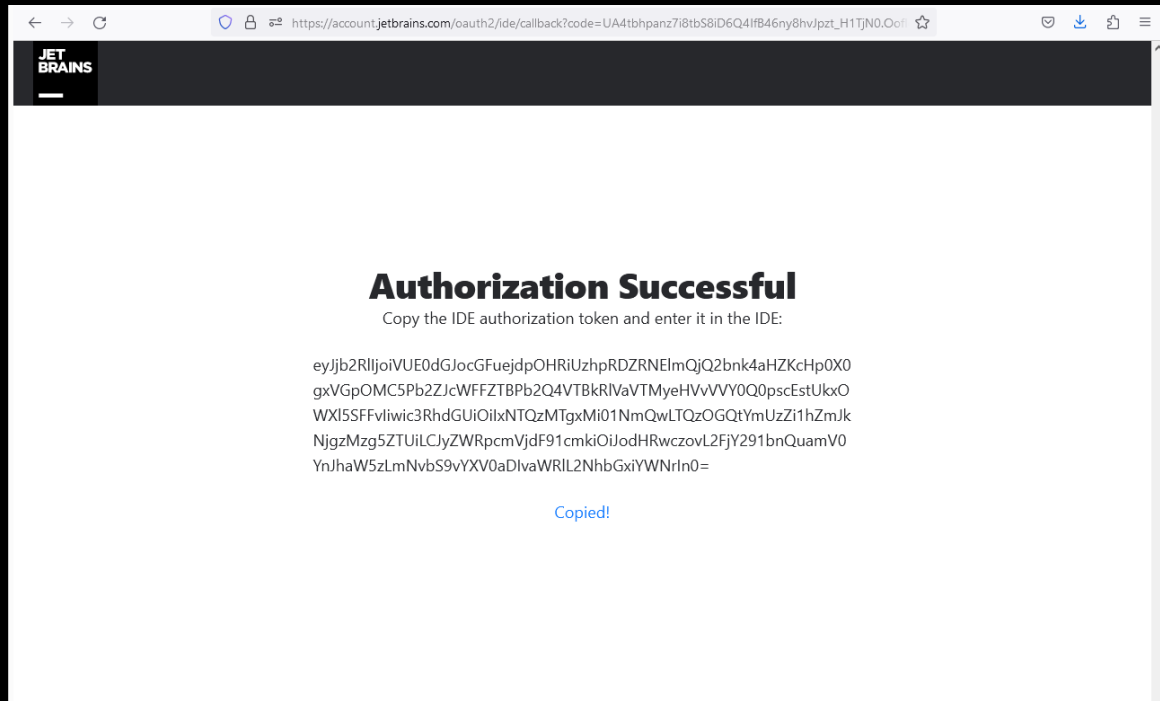 https://account.jetbrains.com/oauth2/ide/callback?code=UA4tbhpanz7i8tbS8iD6Q4lfB46ny8hvJpzt_H1TjN0.Oof
JET
BRAINS
Authorization Successful
Copy the IDE authorization token and enter it in the IDE:
eyJjb2RlIjoiVUE0dGJocGFuejdpOHRiUzhpRDZRNElmQjQ2bnk4aHZKcHp0X0
gxVGpOMC5Pb2ZJcWFFZTBPb2Q4VTBkRlVaVTMyeHVvVVY0Q0pscEstUkxO
WXl5SFFvIiwic3RhdGUiOiIxNTQzMTgxMi01NmQwLTQzOGQtYmUzZi1hZmJk
NjgzMzg5ZTUiLCJyZWRpcmVjdF91cmkiOiJodHRwczovL2FjY291bnQuamV0
YnJhaW5zLmNvbS9vYXV0aDIvaWRlL2NhbGxiYWNrIn0=
Copied!